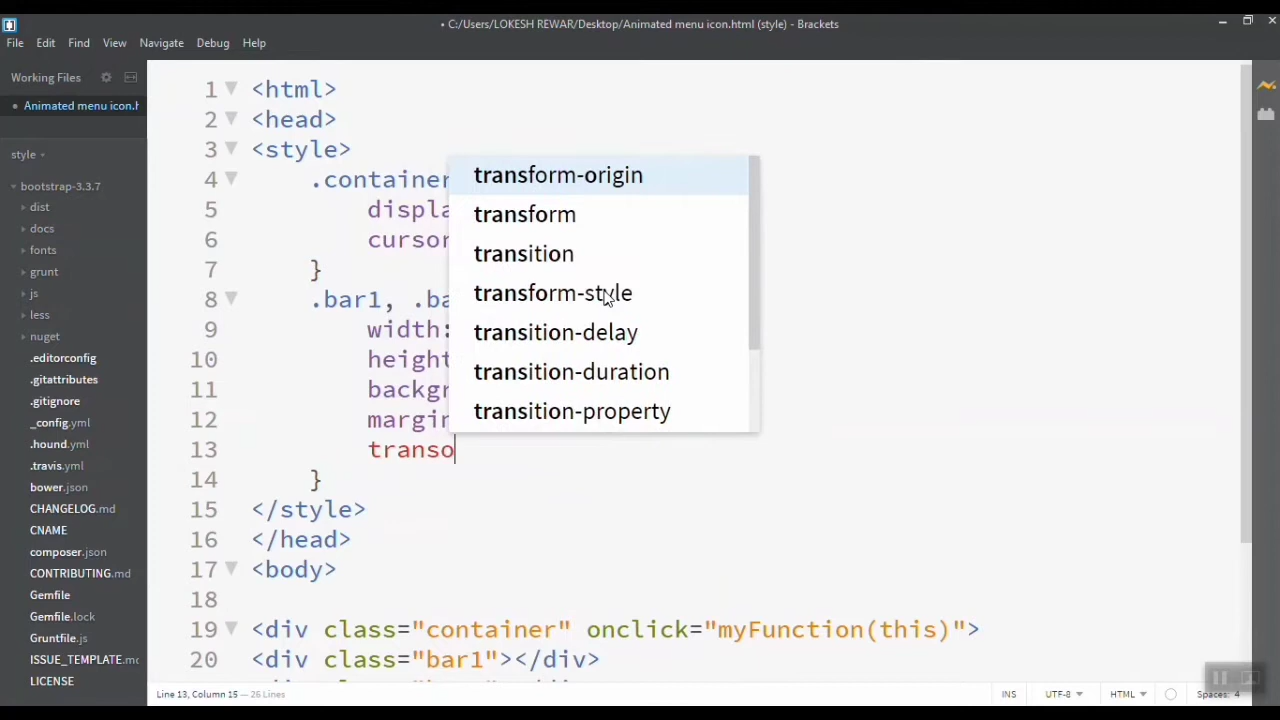 • C:/Users/LOKESH REWAR/Desktop/Animated menu icon.html (style) - Brackets
File Edit Find View Navigate Debug Help
Working Files
• Animated menu icon.h
style
bootstrap-3.3.7
dist
docs
fonts
grunt
js
less
nuget
.editorconfig
.gitattributes
.gitignore
_config.yml
.hound.yml
.travis.yml
bower.json
CHANGELOG.md
CNAME
composer.json
CONTRIBUTING.md
Gemfile
Gemfile.lock
Gruntfile.js
ISSUE_TEMPLATE.mc
LICENSE
1 <html>
2 <head>
3 <style>
4 .container
5 displa
6 cursor
7 }
8 .bar1, .ba
9 width:
10 height
11 backgr
12 margin
13 transo
14 }
15 </style>
16 </head>
17 <body>
18
19 <div class="container" onclick="myFunction(this)">
20 <div class="bar1"></div>
transform-origin
transform
transition
transform-style
transition-delay
transition-duration
transition-property
Line 13, Column 15 — 26 Lines
INS UTF-8 HTML Spaces: 4